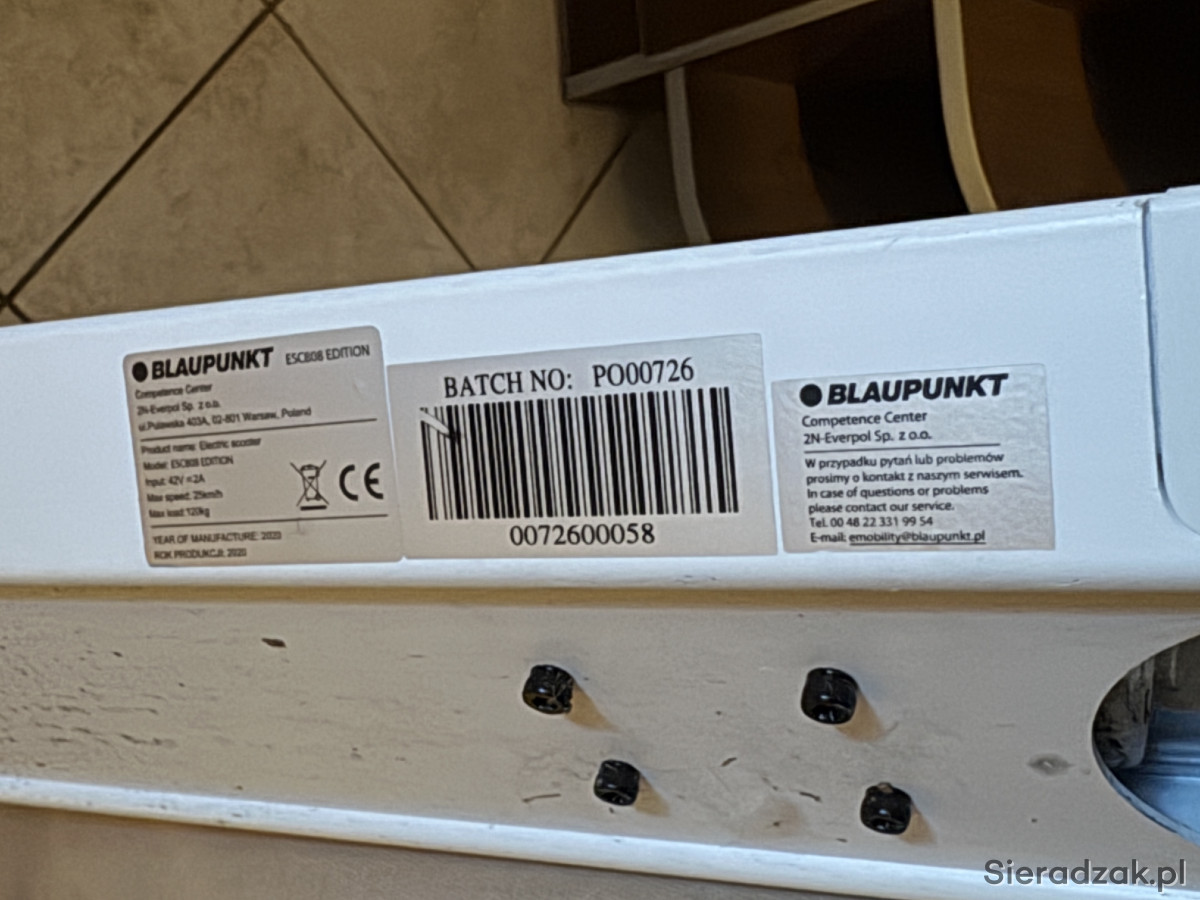 BLAUPUNKT ESC808 EDITION
Competence Center
2N-Everpol Sp. z o.o.
ul.Puławska 403A, 02-801 Warsaw, Poland
Product name: Electric scooter
Model: ESC808 EDITION
Input: 42V ⎓ 2A
Max speed: 25km/h
Max load: 120kg
CE
YEAR OF MANUFACTURE: 2020
ROK PRODUKCJI: 2020
BATCH NO: PO00726
0072600058
BLAUPUNKT
Competence Center
2N-Everpol Sp. z o.o.
W przypadku pytań lub problemów
prosimy o kontakt z naszym serwisem.
In case of questions or problems
please contact our service.
Tel. 00 48 22 331 99 54
E-mail: emobility@blaupunkt.pl
Sieradzak.pl